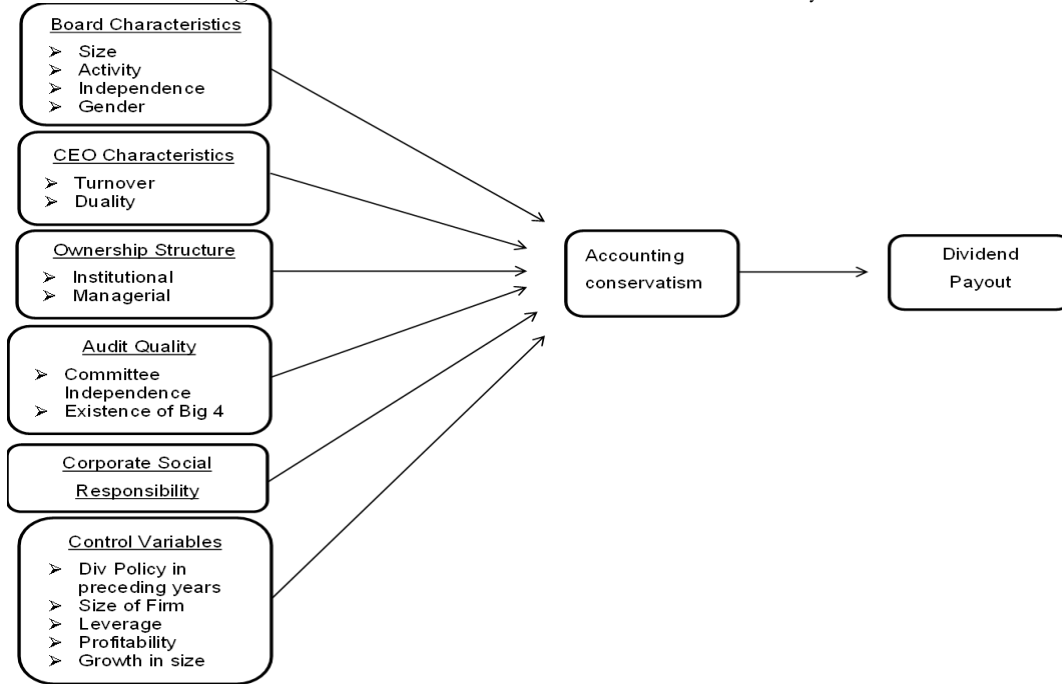 Board Characteristics
➢ Size
➢ Activity
➢ Independence
➢ Gender
CEO Characteristics
➢ Turnover
➢ Duality
Ownership Structure
➢ Institutional
➢ Managerial
Audit Quality
➢ Committee
Independence
➢ Existence of Big 4
Corporate Social
Responsibility
Control Variables
➢ Div Policy in
preceding years
➢ Size of Firm
➢ Leverage
➢ Profitability
➢ Growth in size
Accounting
conservatism
Dividend
Payout